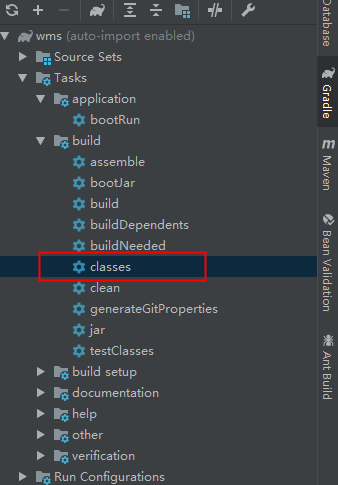 wms (auto-import enabled)
Source Sets
Tasks
application
bootRun
build
assemble
bootJar
build
buildDependents
buildNeeded
classes
clean
generateGitProperties
jar
testClasses
build setup
documentation
help
other
verification
Run Configurations
Database
Gradle
m Maven
Bean Validation
Ant Build